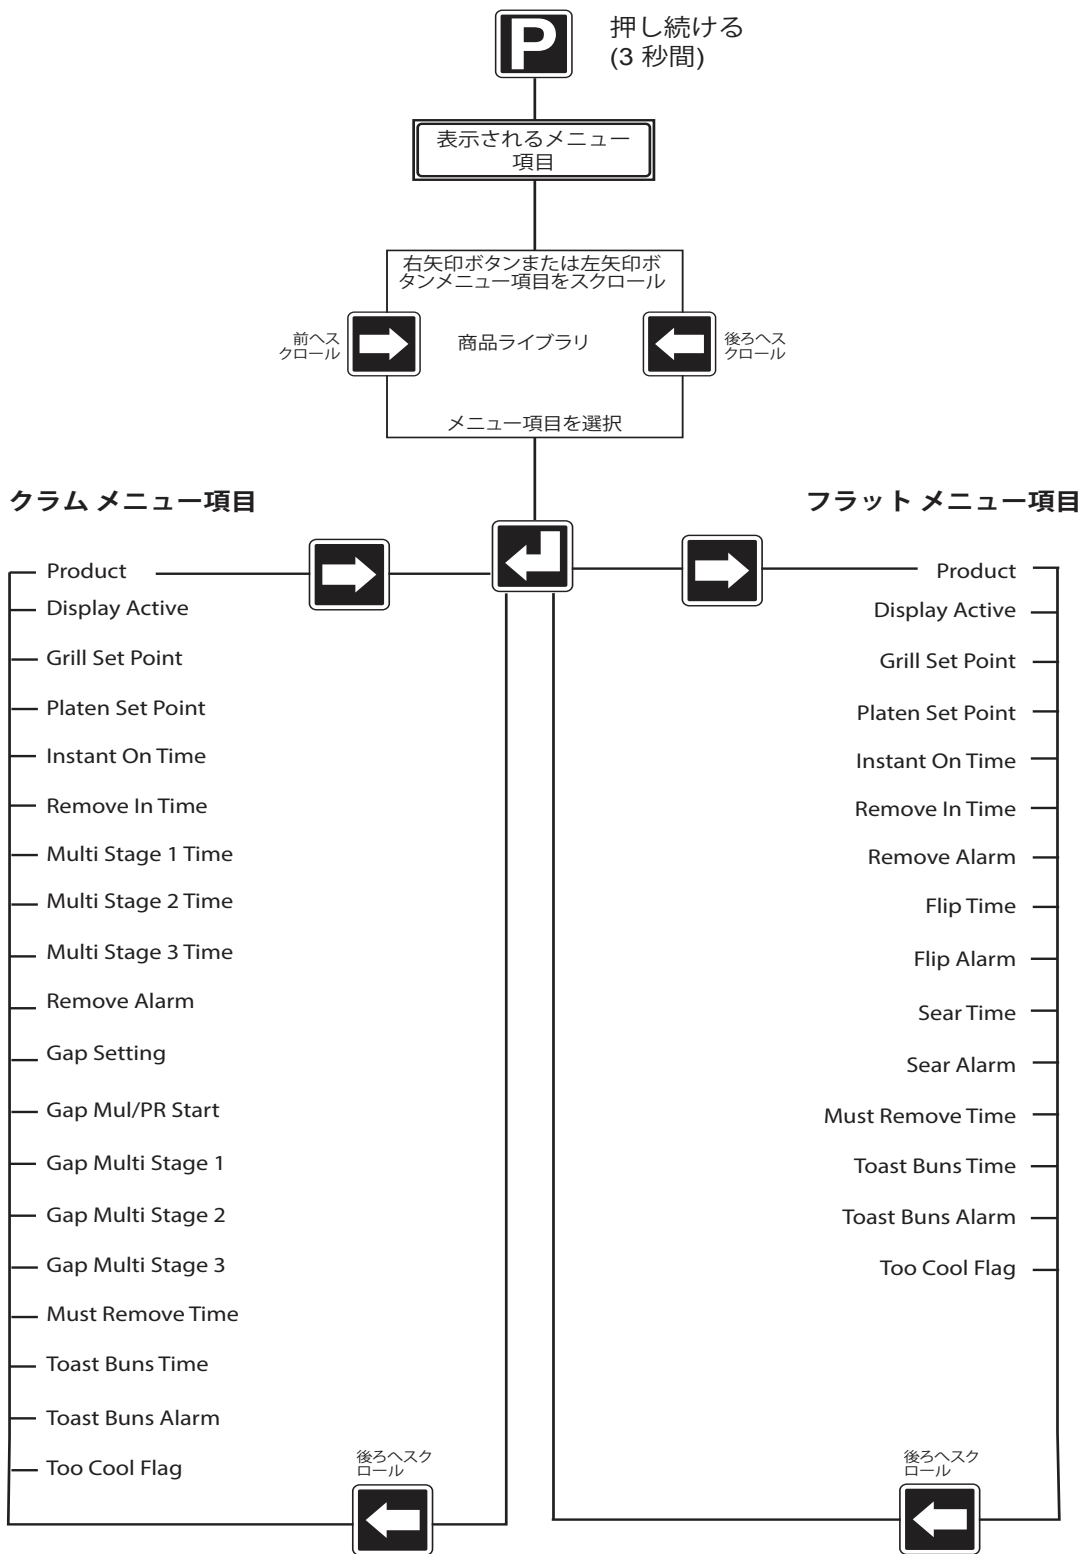 P
押し続ける
(3 秒間)
表示されるメニュー
項目
右矢印ボタンまたは左矢印ボ
タンメニュー項目をスクロール
前へス
クロール
商品ライブラリ
後ろへス
クロール
メニュー項目を選択
クラム メニュー項目
Product
Display Active
Grill Set Point
Platen Set Point
Instant On Time
Remove In Time
Multi Stage 1 Time
Multi Stage 2 Time
Multi Stage 3 Time
Remove Alarm
Gap Setting
Gap Mul/PR Start
Gap Multi Stage 1
Gap Multi Stage 2
Gap Multi Stage 3
Must Remove Time
Toast Buns Time
Toast Buns Alarm
Too Cool Flag
後ろへスク
ロール
フラット メニュー項目
Product
Display Active
Grill Set Point
Platen Set Point
Instant On Time
Remove In Time
Remove Alarm
Flip Time
Flip Alarm
Sear Time
Sear Alarm
Must Remove Time
Toast Buns Time
Toast Buns Alarm
Too Cool Flag
後ろへスク
ロール